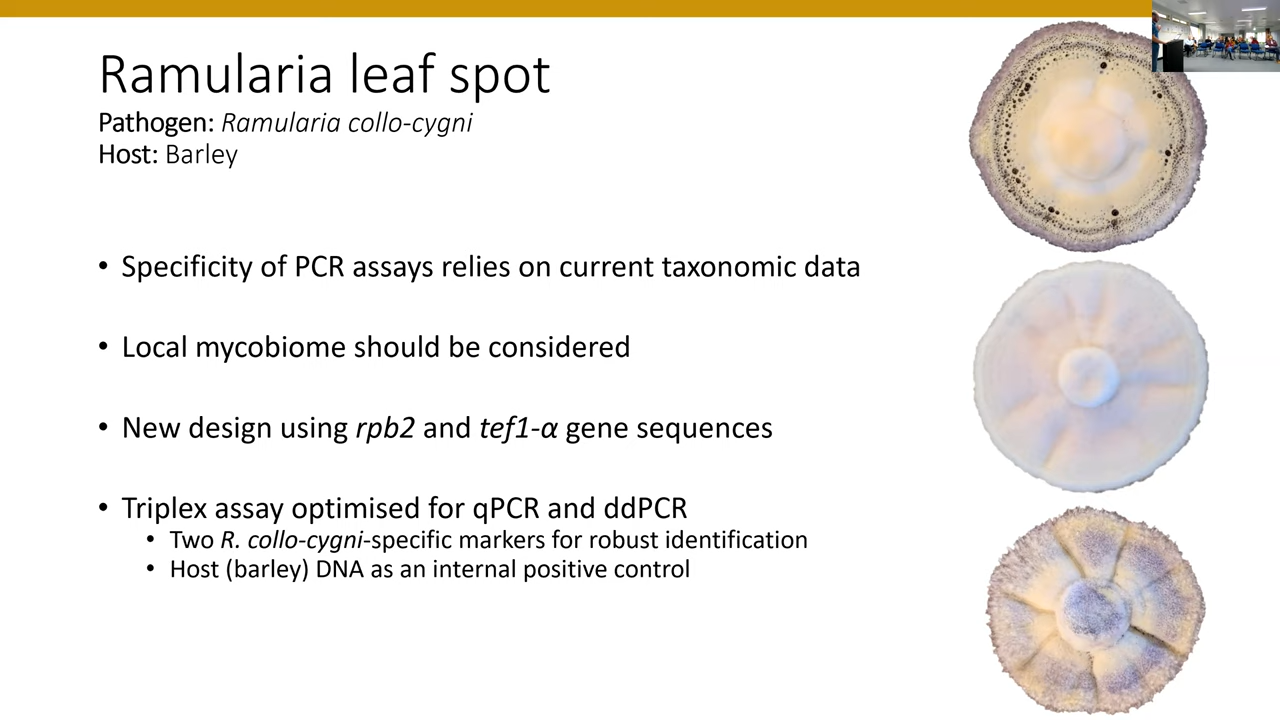 Ramularia leaf spot
Pathogen: Ramularia collo-cygni
Host: Barley
• Specificity of PCR assays relies on current taxonomic data
• Local mycobiome should be considered
• New design using rpb2 and tef1-α gene sequences
• Triplex assay optimised for qPCR and ddPCR
• Two R. collo-cygni-specific markers for robust identification
• Host (barley) DNA as an internal positive control